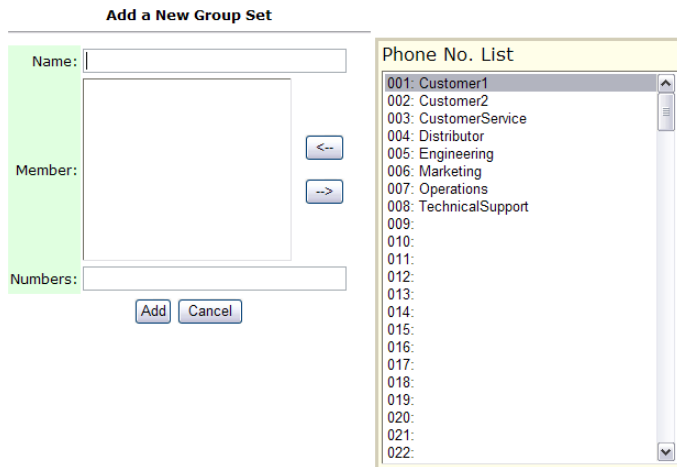 Add a New Group Set
Name:
Member:
<--
-->
Numbers:
Add
Cancel
Phone No. List
001: Customer1
002: Customer2
003: CustomerService
004: Distributor
005: Engineering
006: Marketing
007: Operations
008: TechnicalSupport
009:
010:
011:
012:
013:
014:
015:
016:
017:
018:
019:
020:
021:
022: